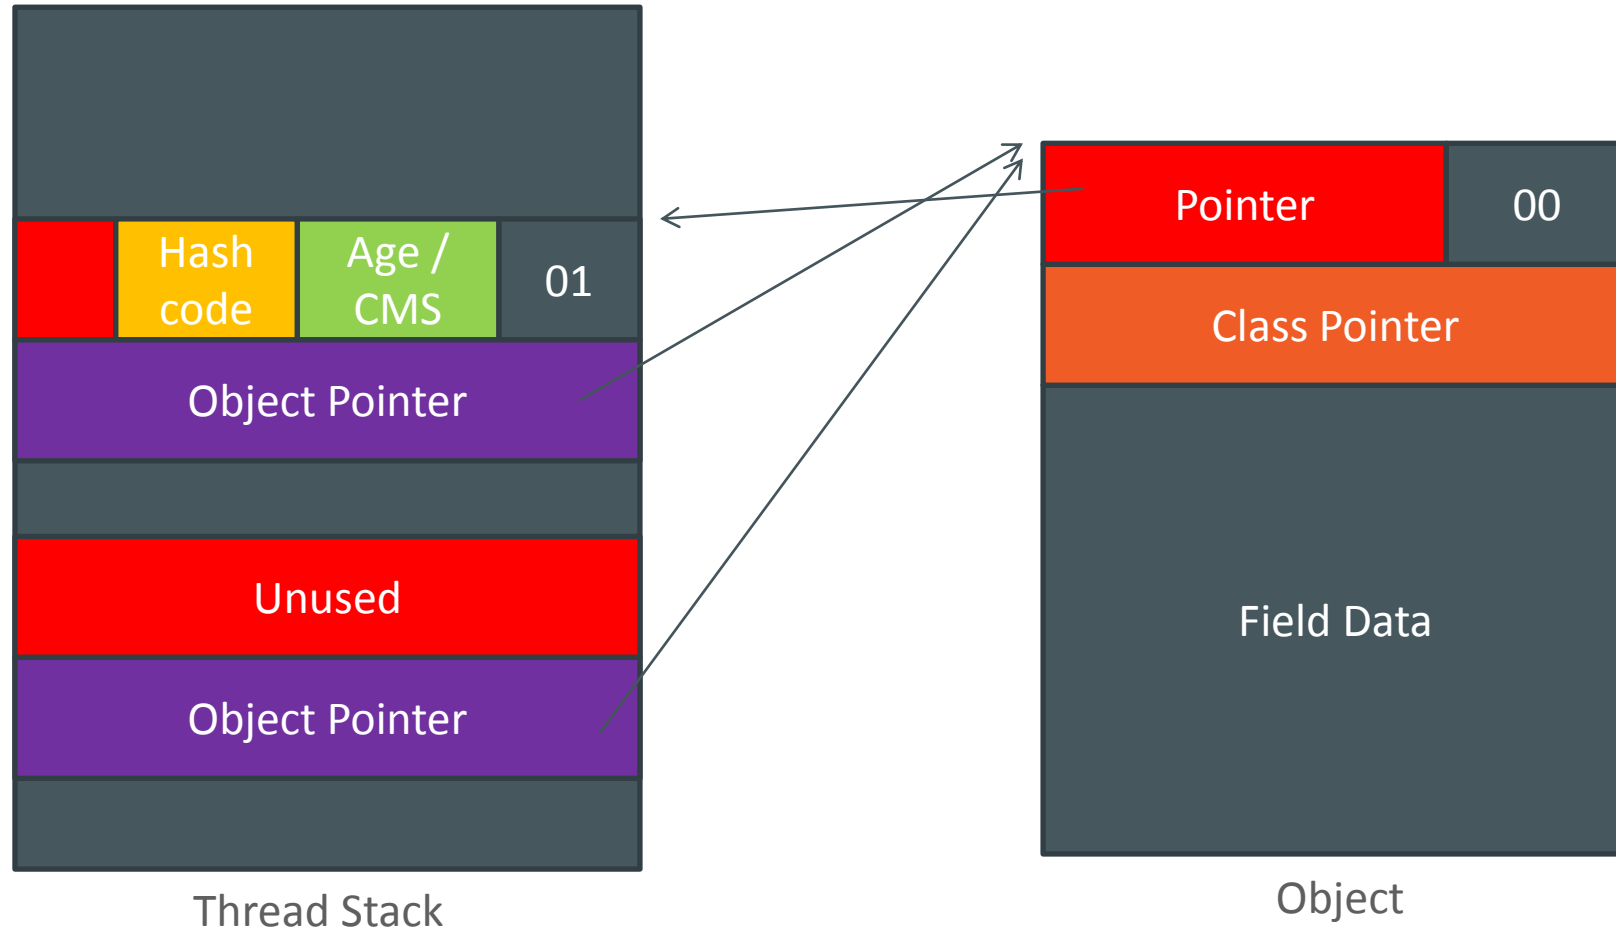 Hash
code
Age /
CMS
01
Object Pointer
Unused
Object Pointer
Thread Stack
Pointer
00
Class Pointer
Field Data
Object